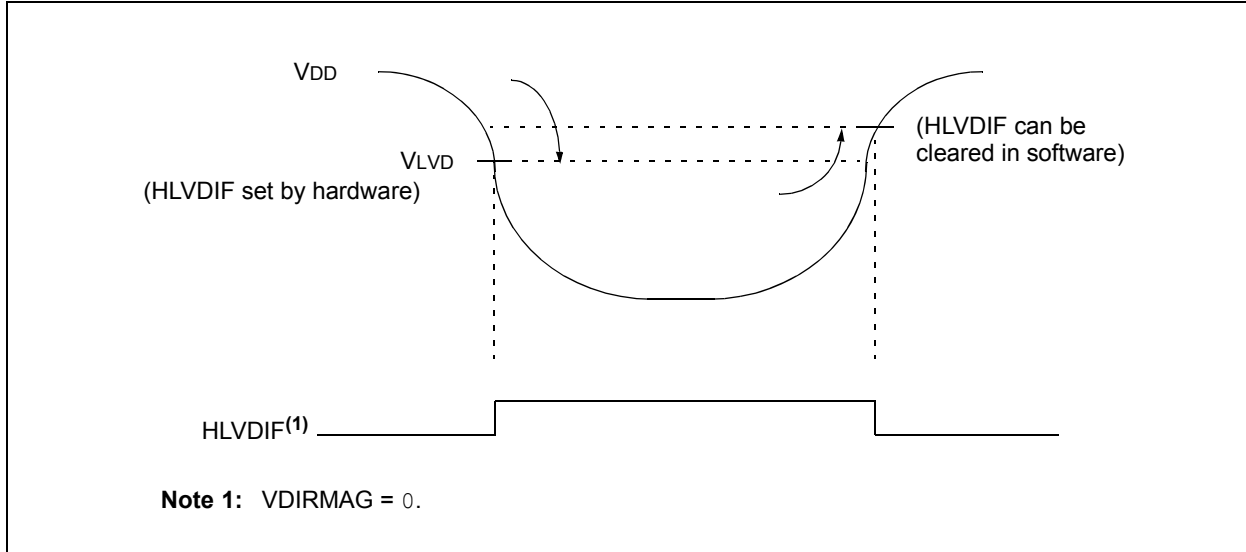 VDD
(HLVDIF can be
cleared in software)
VLVD
(HLVDIF set by hardware)
HLVDIF(1)
Note 1: VDIRMAG = 0.